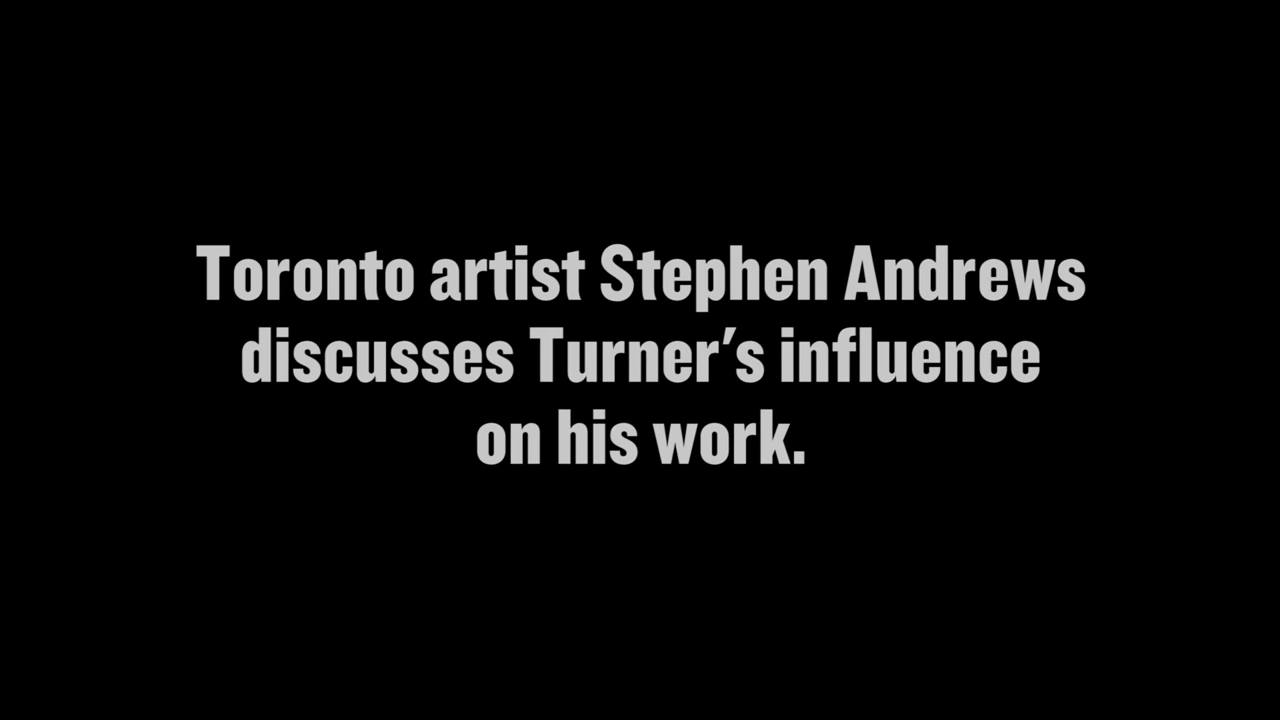 Toronto artist Stephen Andrews
discusses Turner's influence
on his work.